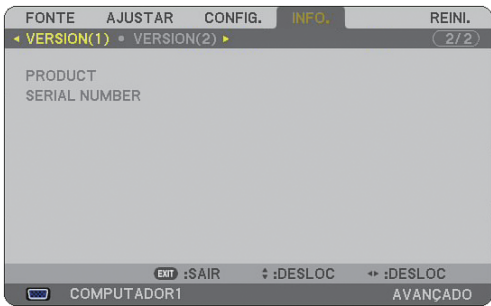 FONTE AJUSTAR CONFIG. INFO. REINI.
◂ VERSION(1) • VERSION(2) ▸ 2/2
PRODUCT
SERIAL NUMBER
EXIT :SAIR ▴▾ :DESLOC ◂▸ :DESLOC
COMPUTADOR1 AVANÇADO